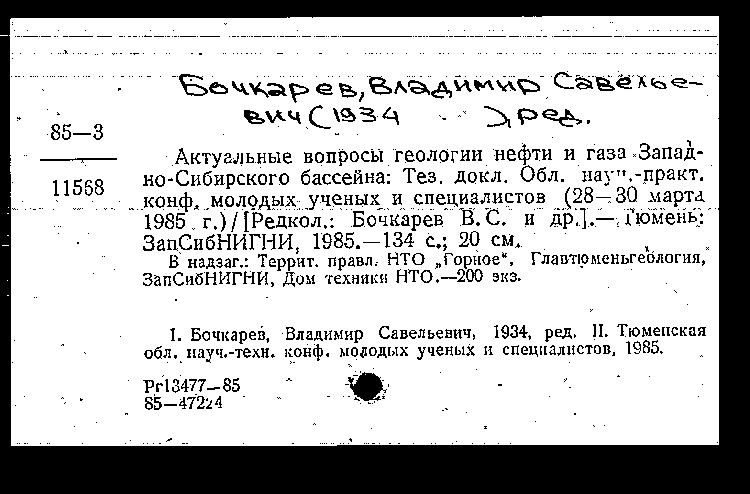 Бочкарев, Владимир Савелье-
вич (1934 ), ред.
85—3
11568
Актуальные вопросы геологии нефти и газа Запад-
но-Сибирского бассейна: Тез. докл. Обл. науч.-практ.
конф. молодых ученых и специалистов (28—30 марта
1985 г.)/[Редкол.: Бочкарев В. С. и др.].— Тюмень:
ЗапСибНИГНИ, 1985.—134 с.; 20 см.
В надзаг.: Террит. правл. НТО „Горное“, Главтюменьгеология,
ЗапСибНИГНИ, Дом техники НТО.—200 экз.
I. Бочкарев, Владимир Савельевич, 1934, ред. II. Тюменская
обл. науч.-техн. конф. молодых ученых и специалистов, 1985.
Pr13477—85
85—47224